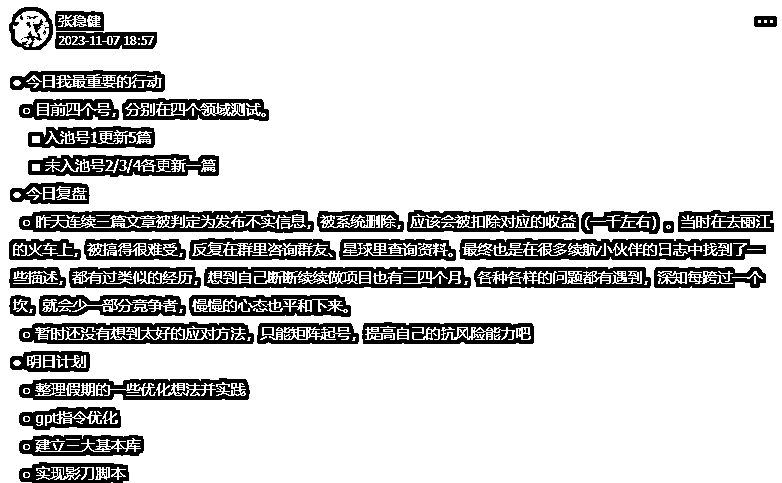 张稳健
2023-11-07 18:57
今日我最重要的行动
目前四个号，分别在四个领域测试。
入池号1更新5篇
未入池号2/3/4各更新一篇
今日复盘
昨天连续三篇文章被判定为发布不实信息，被系统删除，应该会被扣除对应的收益（一千左右）。当时在去丽江
的火车上，被搞得很难受，反复在群里咨询群友、星球里查询资料。最终也是在很多续航小伙伴的日志中找到了一
些描述，都有过类似的经历，想到自己断断续续做项目也有三四个月，各种各样的问题都有遇到，深知每跨过一个
坎，就会少一部分竞争者，慢慢的心态也平和下来。
暂时还没有想到太好的应对方法，只能矩阵起号，提高自己的抗风险能力吧
明日计划
整理假期的一些优化想法并实践
gpt指令优化
建立三大基本库
实现影刀脚本